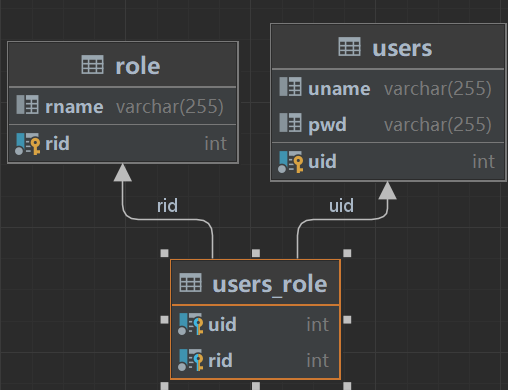 role
rname varchar(255)
rid int
users
uname varchar(255)
pwd varchar(255)
uid int
rid
uid
users_role
uid int
rid int